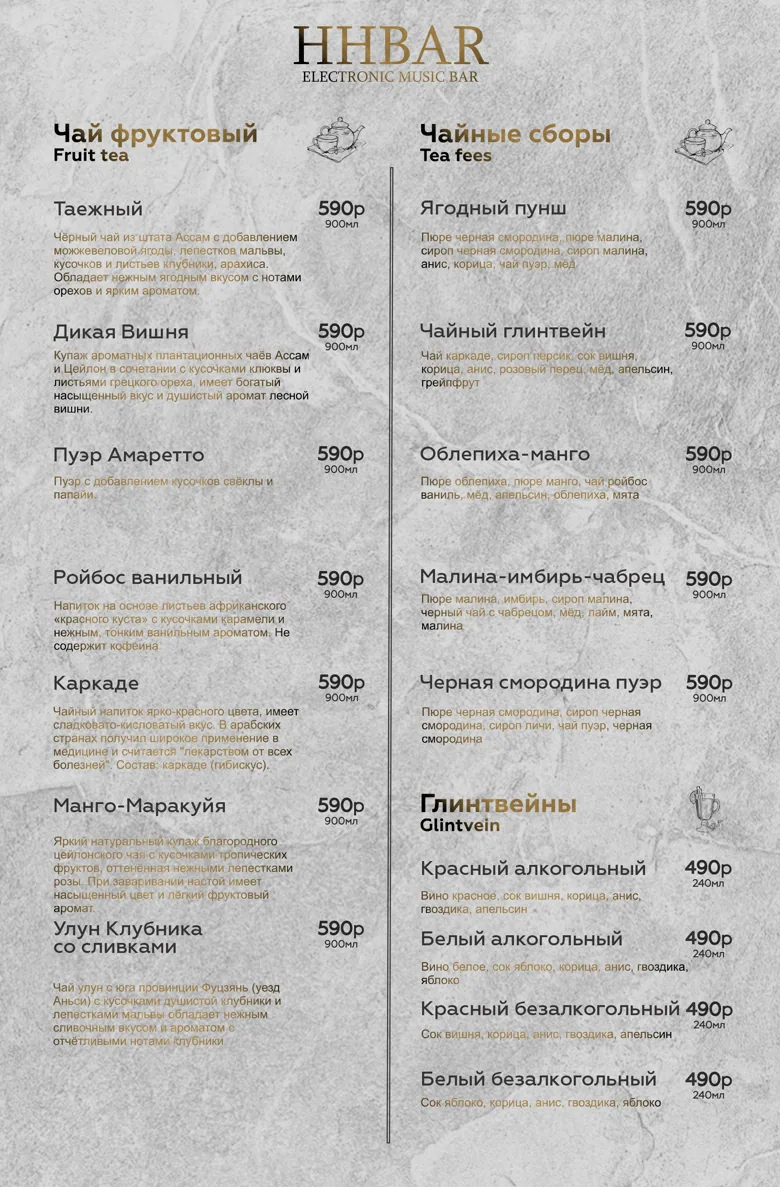 HHBAR
ELECTRONIC MUSIC BAR
Чай фруктовый
Fruit tea
Таежный
590р
900мл
Чёрный чай из штата Ассам с добавлением
можжевеловой ягоды, лепестков мальвы,
кусочков и листьев клубники, арахиса.
Обладает нежным ягодным вкусом с нотами
орехов и ярким ароматом.
Дикая Вишня
590р
900мл
Купаж ароматных плантационных чаёв Ассам
и Цейлон в сочетании с кусочками клюквы и
листьями грецкого ореха, имеет богатый
насыщенный вкус и душистый аромат лесной
вишни.
Пуэр Амаретто
590р
900мл
Пуэр с добавлением кусочков свёклы и
папайи.
Ройбос ванильный
590р
900мл
Напиток на основе листьев африканского
«красного куста» с кусочками карамели и
нежным, тонким ванильным ароматом. Не
содержит кофеина
Каркаде
590р
900мл
Чайный напиток ярко-красного цвета, имеет
сладковато-кисловатый вкус. В арабских
странах получил широкое применение в
медицине и считается "лекарством от всех
болезней". Состав: каркаде (гибискус).
Манго-Маракуйя
590р
900мл
Яркий натуральный купаж благородного
цейлонского чая с кусочками тропических
фруктов, оттенённая нежными лепестками
розы. При заваривании настой имеет
насыщенный цвет и лёгкий фруктовый
аромат.
Улун Клубника
со сливками
590р
900мл
Чай улун с юга провинции Фуцзянь (уезд
Аньси) с кусочками душистой клубники и
лепестками мальвы обладает нежным
сливочным вкусом и ароматом с
отчётливыми нотами клубники
Чайные сборы
Tea fees
Ягодный пунш
590р
900мл
Пюре черная смородина, пюре малина,
сироп черная смородина, сироп малина,
анис, корица, чай пуэр, мёд
Чайный глинтвейн
590р
900мл
Чай каркаде, сироп персик, сок вишня,
корица, анис, розовый перец, мёд, апельсин,
грейпфрут
Облепиха-манго
590р
900мл
Пюре облепиха, пюре манго, чай ройбос
ваниль, мёд, апельсин, облепиха, мята
Малина-имбирь-чабрец
590р
900мл
Пюре малина, имбирь, сироп малина,
черный чай с чабрецом, мёд, лайм, мята,
малина
Черная смородина пуэр
590р
900мл
Пюре черная смородина, сироп черная
смородина, сироп личи, чай пуэр, черная
смородина
Глинтвейны
Glintvein
Красный алкогольный
490р
240мл
Вино красное, сок вишня, корица, анис,
гвоздика, апельсин
Белый алкогольный
490р
240мл
Вино белое, сок яблоко, корица, анис, гвоздика,
яблоко
Красный безалкогольный
490р
240мл
Сок вишня, корица, анис, гвоздика, апельсин
Белый безалкогольный
490р
240мл
Сок яблоко, корица, анис, гвоздика, яблоко